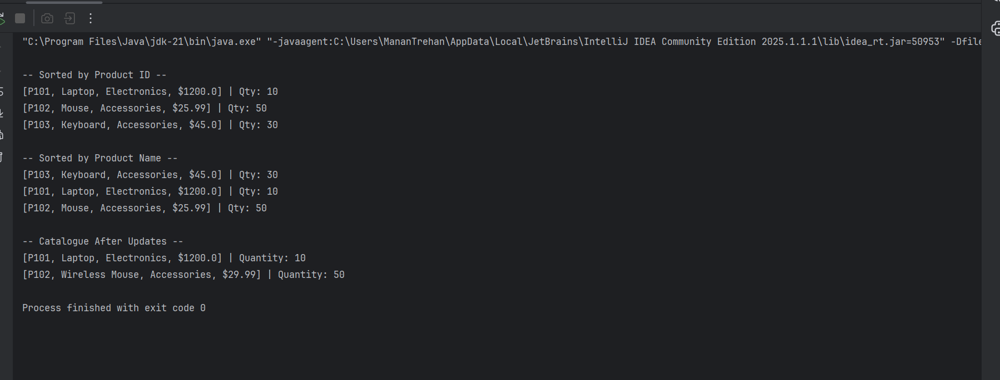 "C:\Program Files\Java\jdk-21\bin\java.exe" "-javaagent:C:\Users\MananTrehan\AppData\Local\JetBrains\IntelliJ IDEA Community Edition 2025.1.1.1\lib\idea_rt.jar=50953" -Dfile
-- Sorted by Product ID --
[P101, Laptop, Electronics, $1200.0] | Qty: 10
[P102, Mouse, Accessories, $25.99] | Qty: 50
[P103, Keyboard, Accessories, $45.0] | Qty: 30
-- Sorted by Product Name --
[P103, Keyboard, Accessories, $45.0] | Qty: 30
[P101, Laptop, Electronics, $1200.0] | Qty: 10
[P102, Mouse, Accessories, $25.99] | Qty: 50
-- Catalogue After Updates --
[P101, Laptop, Electronics, $1200.0] | Quantity: 10
[P102, Wireless Mouse, Accessories, $29.99] | Quantity: 50
Process finished with exit code 0